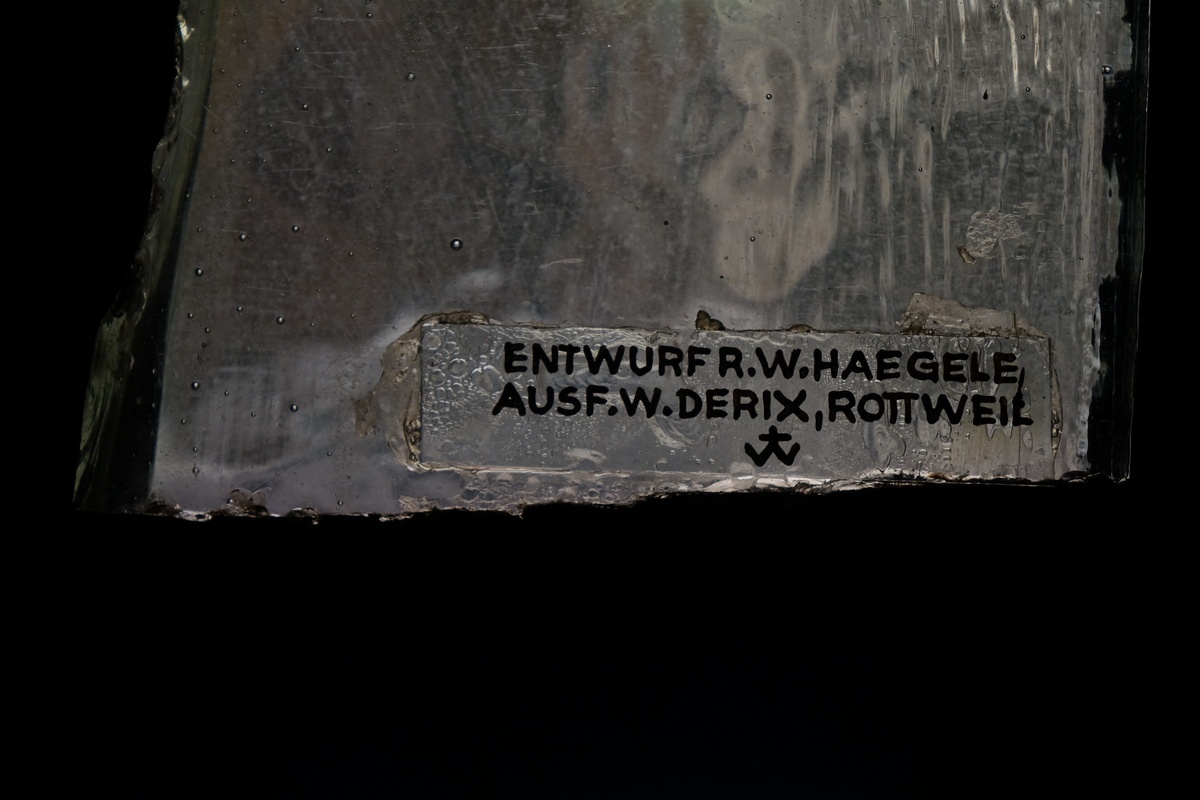 ENTWURF R.W.HAEGELE,
AUSF.W.DERIX,ROTTWEIL